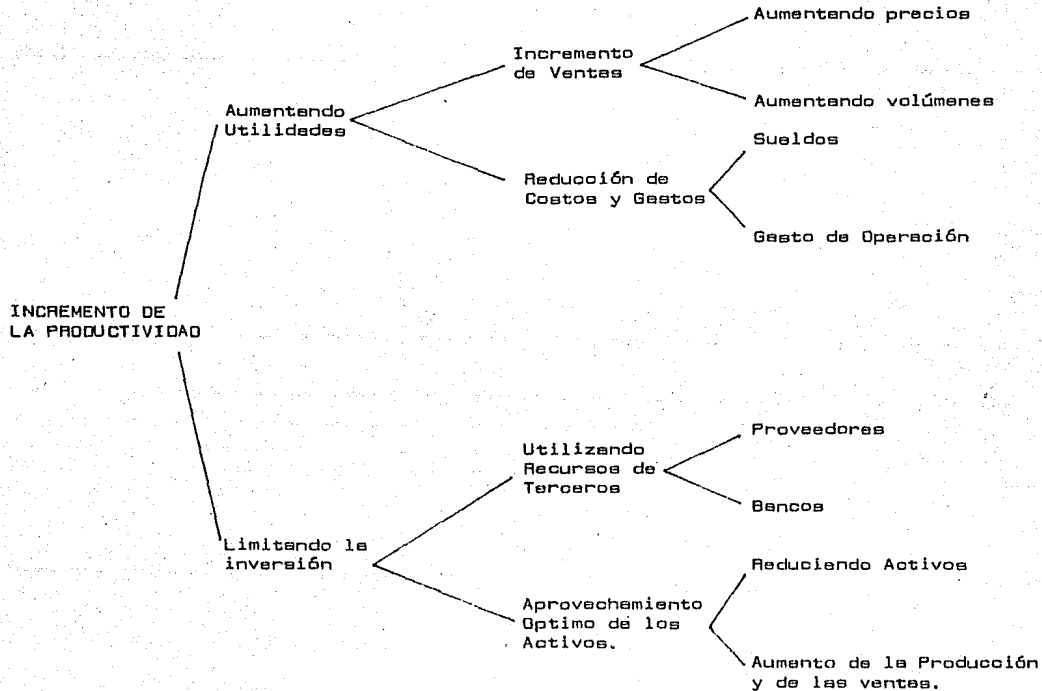 Aumentando precios
Incremento
de Ventas
Aumentando
Utilidades
Aumentando volúmenes
Sueldos
Reducción de
Costos y Gastos
Gasto de Operación
INCREMENTO DE
LA PRODUCTIVIDAD
Proveedores
Utilizando
Recursos de
Terceros
Bancos
Limitando la
inversión
Reduciendo Activos
Aprovechamiento
Optimo de los
Activos.
Aumento de la Producción
y de las ventas.